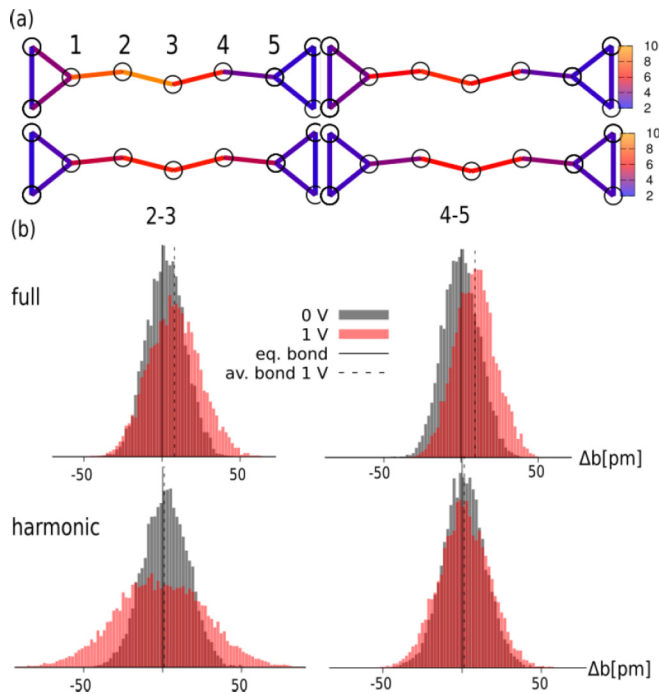 (a)
1 2 3 4 5
10
8
6
4
2
10
8
6
4
2
2-3 4-5
(b)
full
0 V
1 V
eq. bond
av. bond 1 V
-50 50 -50 50 Δb[pm]
harmonic
-50 50 -50 50 Δb[pm]